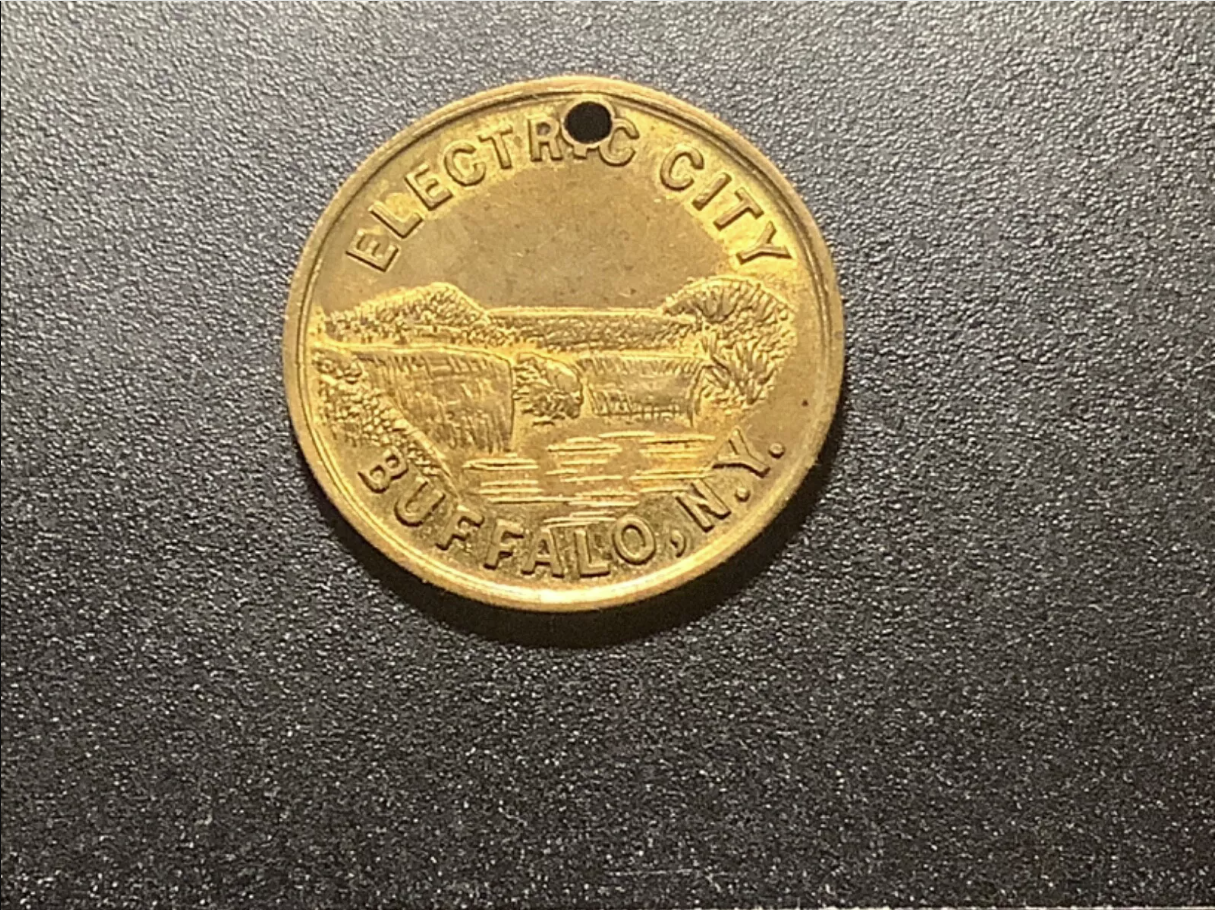 ELECTRIC CITY
BUFFALO, N.Y.